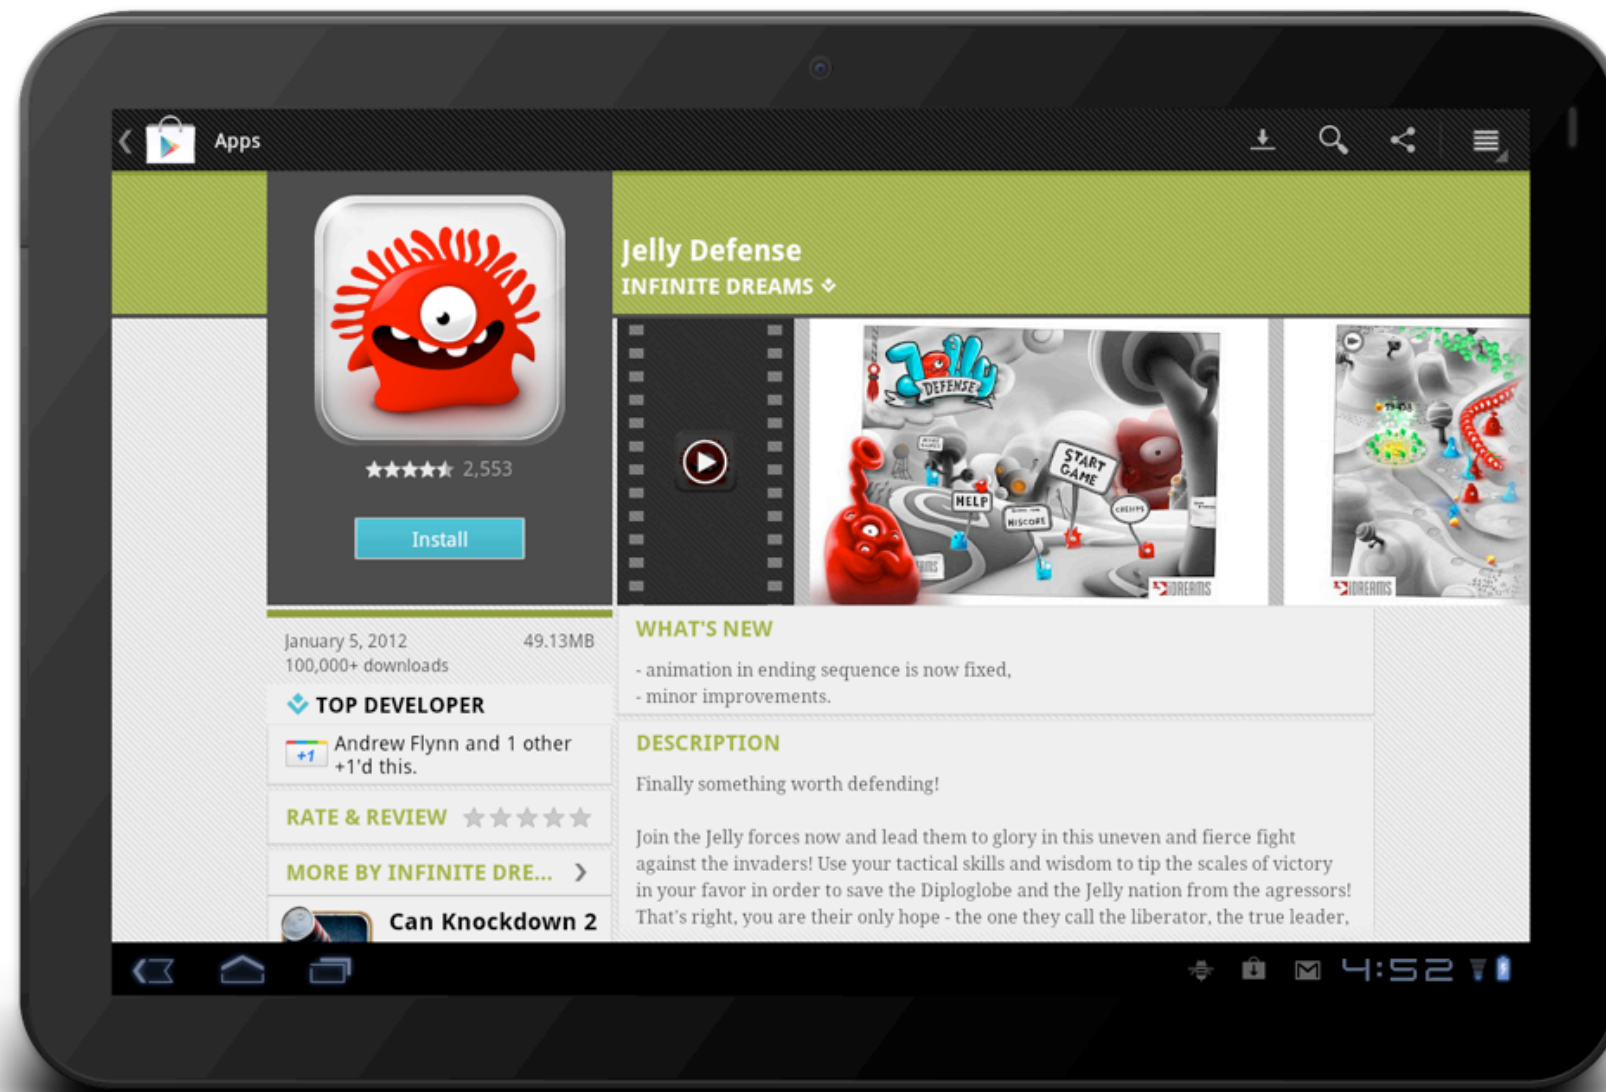 Apps
Jelly Defense
INFINITE DREAMS
2,553
Install
Jelly
DEFENSE
START
GAME
HELP
HISCORE
CREDITS
IDREAMS
IDREAMS
January 5, 2012
49.13MB
100,000+ downloads
TOP DEVELOPER
+1
Andrew Flynn and 1 other
+1'd this.
RATE & REVIEW
MORE BY INFINITE DRE...
Can Knockdown 2
WHAT'S NEW
- animation in ending sequence is now fixed,
- minor improvements.
DESCRIPTION
Finally something worth defending!
Join the Jelly forces now and lead them to glory in this uneven and fierce fight
against the invaders! Use your tactical skills and wisdom to tip the scales of victory
in your favor in order to save the Diploglobe and the Jelly nation from the agressors!
That's right, you are their only hope - the one they call the liberator, the true leader,
4:52